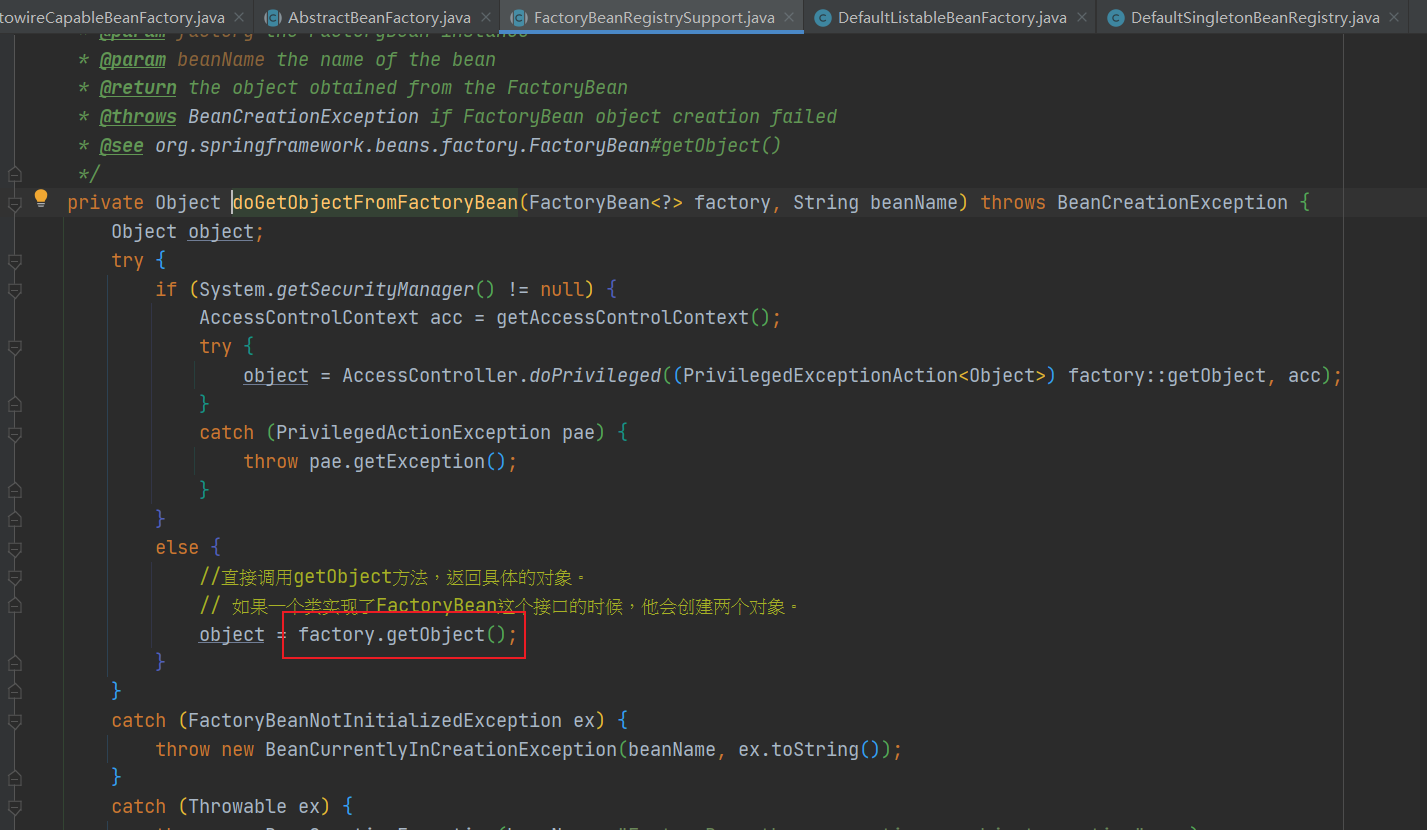 towireCapableBeanFactory.java AbstractBeanFactory.java FactoryBeanRegistrySupport.java DefaultListableBeanFactory.java DefaultSingletonBeanRegistry.java
* @param factory the FactoryBean instance
* @param beanName the name of the bean
* @return the object obtained from the FactoryBean
* @throws BeanCreationException if FactoryBean object creation failed
* @see org.springframework.beans.factory.FactoryBean#getObject()
*/
private Object doGetObjectFromFactoryBean(FactoryBean<?> factory, String beanName) throws BeanCreationException {
Object object;
try {
if (System.getSecurityManager() != null) {
AccessControlContext acc = getAccessControlContext();
try {
object = AccessController.doPrivileged((PrivilegedExceptionAction<Object>) factory::getObject, acc);
}
catch (PrivilegedActionException pae) {
throw pae.getException();
}
}
else {
//直接调用getObject方法，返回具体的对象。
// 如果一个类实现了FactoryBean这个接口的时候，他会创建两个对象。
object = factory.getObject();
}
}
catch (FactoryBeanNotInitializedException ex) {
throw new BeanCurrentlyInCreationException(beanName, ex.toString());
}
catch (Throwable ex) {